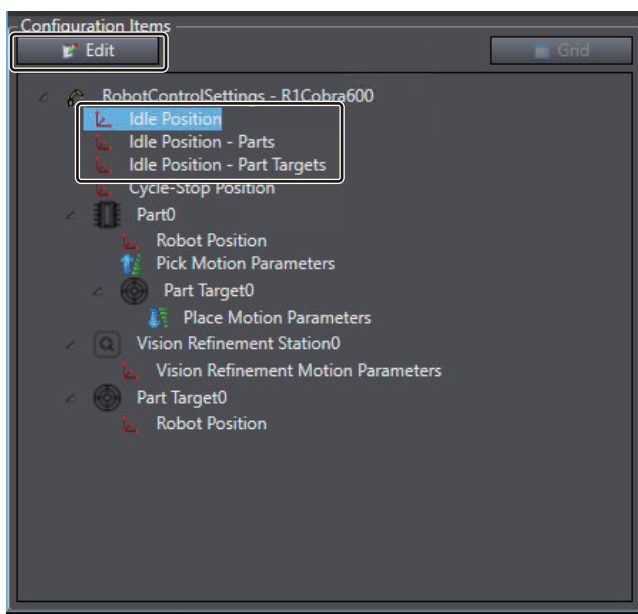 Configuration Items
Edit
Grid
RobotControlSettings - R1Cobra600
Idle Position
Idle Position - Parts
Idle Position - Part Targets
Cycle-Stop Position
Part0
Robot Position
Pick Motion Parameters
Part Target0
Place Motion Parameters
Vision Refinement Station0
Vision Refinement Motion Parameters
Part Target0
Robot Position